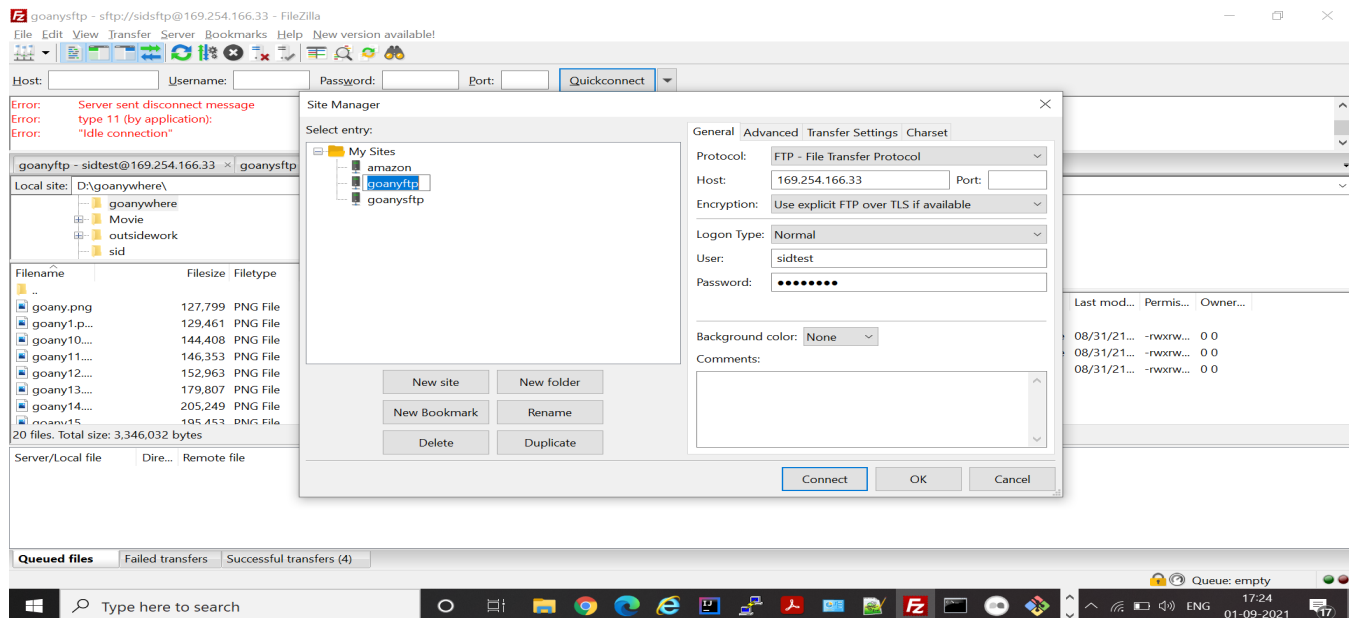 goanysftp - sftp://sidsftp@169.254.166.33 - FileZilla
File Edit View Transfer Server Bookmarks Help New version available!
Host: Username: Password: Port: Quickconnect
Error: Server sent disconnect message
Error: type 11 (by application):
Error: "Idle connection"
goanyftp - sidtest@169.254.166.33 × goanysftp
Local site: D:\goanywhere\
goanywhere
Movie
outsidework
sid
Filename Filesize Filetype
..
goany.png 127,799 PNG File
goany1.p... 129,461 PNG File
goany10.... 144,408 PNG File
goany11.... 146,353 PNG File
goany12.... 152,963 PNG File
goany13.... 179,807 PNG File
goany14.... 205,249 PNG File
goany15 195,453 PNG File
20 files. Total size: 3,346,032 bytes
Server/Local file Dire... Remote file
Site Manager
Select entry:
My Sites
amazon
goanyftp
goanysftp
New site New folder
New Bookmark Rename
Delete Duplicate
General Advanced Transfer Settings Charset
Protocol: FTP - File Transfer Protocol
Host: 169.254.166.33 Port:
Encryption: Use explicit FTP over TLS if available
Logon Type: Normal
User: sidtest
Password: ●●●●●●●●
Background color: None
Comments:
Connect OK Cancel
Last mod... Permis... Owner...
08/31/21... -rwxrw... 0 0
08/31/21... -rwxrw... 0 0
08/31/21... -rwxrw... 0 0
Queued files Failed transfers Successful transfers (4)
Queue: empty
Type here to search
ENG
17:24
01-09-2021
17